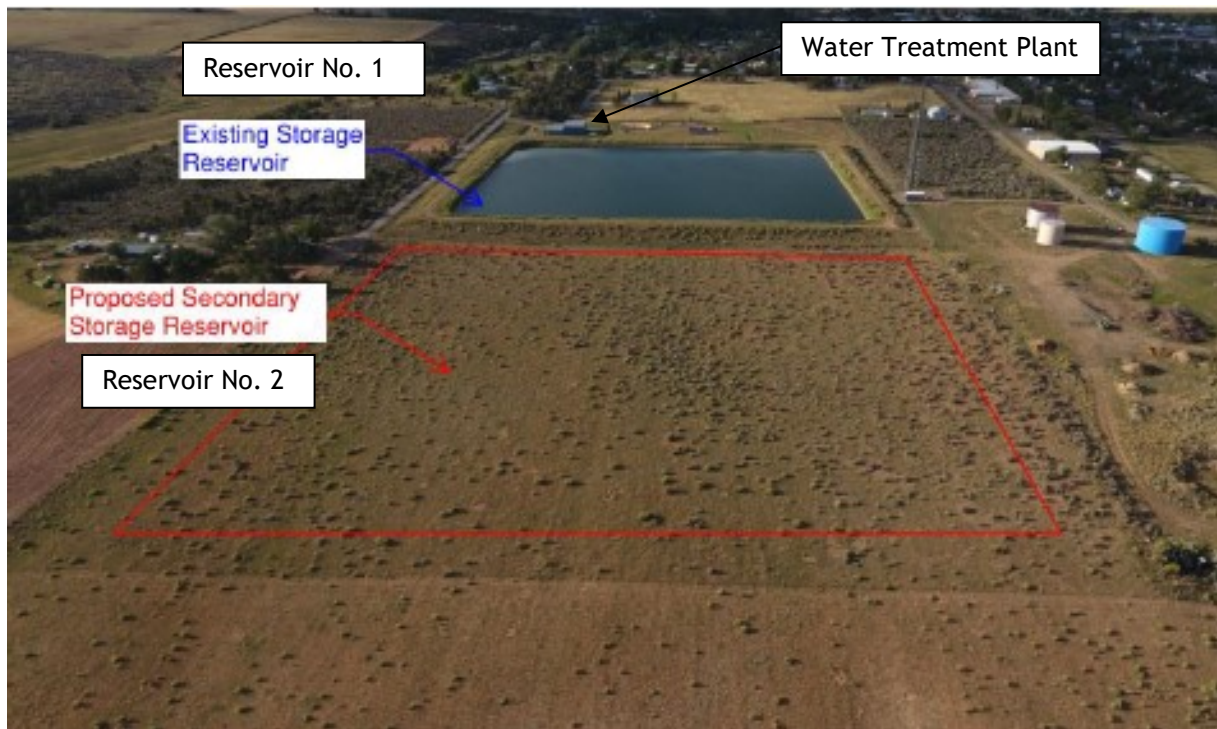 Reservoir No. 1
Water Treatment Plant
Existing Storage
Reservoir
Proposed Secondary
Storage Reservoir
Reservoir No. 2